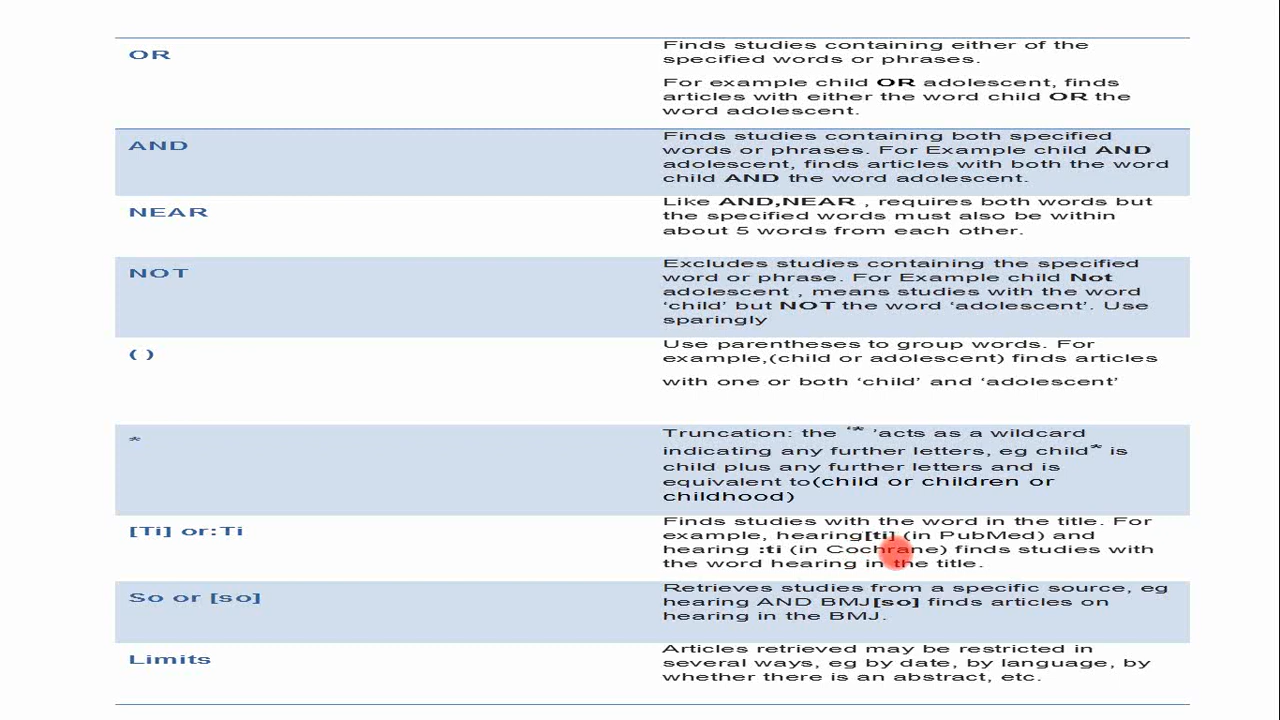 OR
Finds studies containing either of the
specified words or phrases.
For example child OR adolescent, finds
articles with either the word child OR the
word adolescent.
AND
Finds studies containing both specified
words or phrases. For Example child AND
adolescent, finds articles with both the word
child AND the word adolescent.
NEAR
Like AND,NEAR , requires both words but
the specified words must also be within
about 5 words from each other.
NOT
Excludes studies containing the specified
word or phrase. For Example child Not
adolescent , means studies with the word
‘child’ but NOT the word ‘adolescent’. Use
sparingly
( )
Use parentheses to group words. For
example,(child or adolescent) finds articles
with one or both ‘child’ and ‘adolescent’
*
Truncation: the ‘* ’acts as a wildcard
indicating any further letters, eg child* is
child plus any further letters and is
equivalent to(child or children or
childhood)
[Ti] or:Ti
Finds studies with the word in the title. For
example, hearing[ti] (in PubMed) and
hearing :ti (in Cochrane) finds studies with
the word hearing in the title.
So or [so]
Retrieves studies from a specific source, eg
hearing AND BMJ[so] finds articles on
hearing in the BMJ.
Limits
Articles retrieved may be restricted in
several ways, eg by date, by language, by
whether there is an abstract, etc.